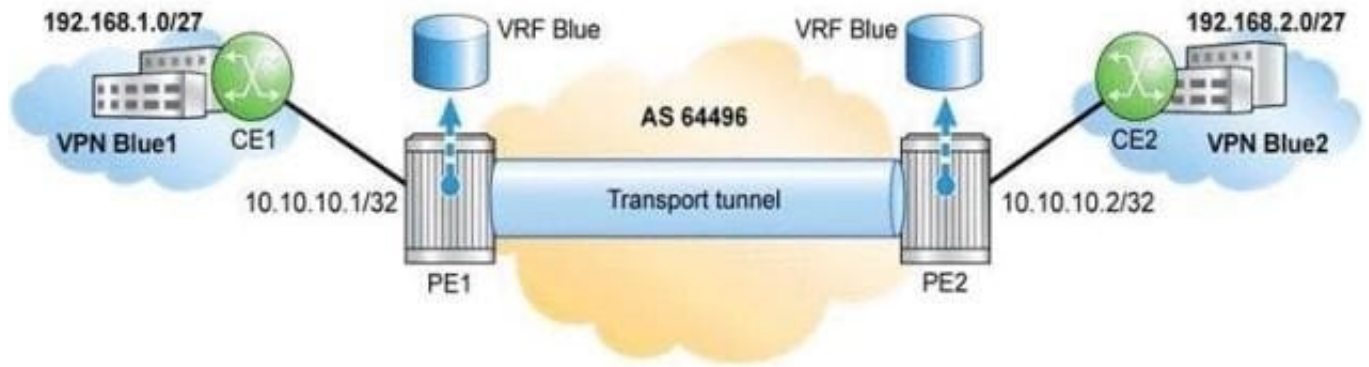 192.168.1.0/27
VRF Blue
VRF Blue
192.168.2.0/27
AS 64496
VPN Blue1
CE1
CE2
VPN Blue2
10.10.10.1/32
Transport tunnel
10.10.10.2/32
PE1
PE2